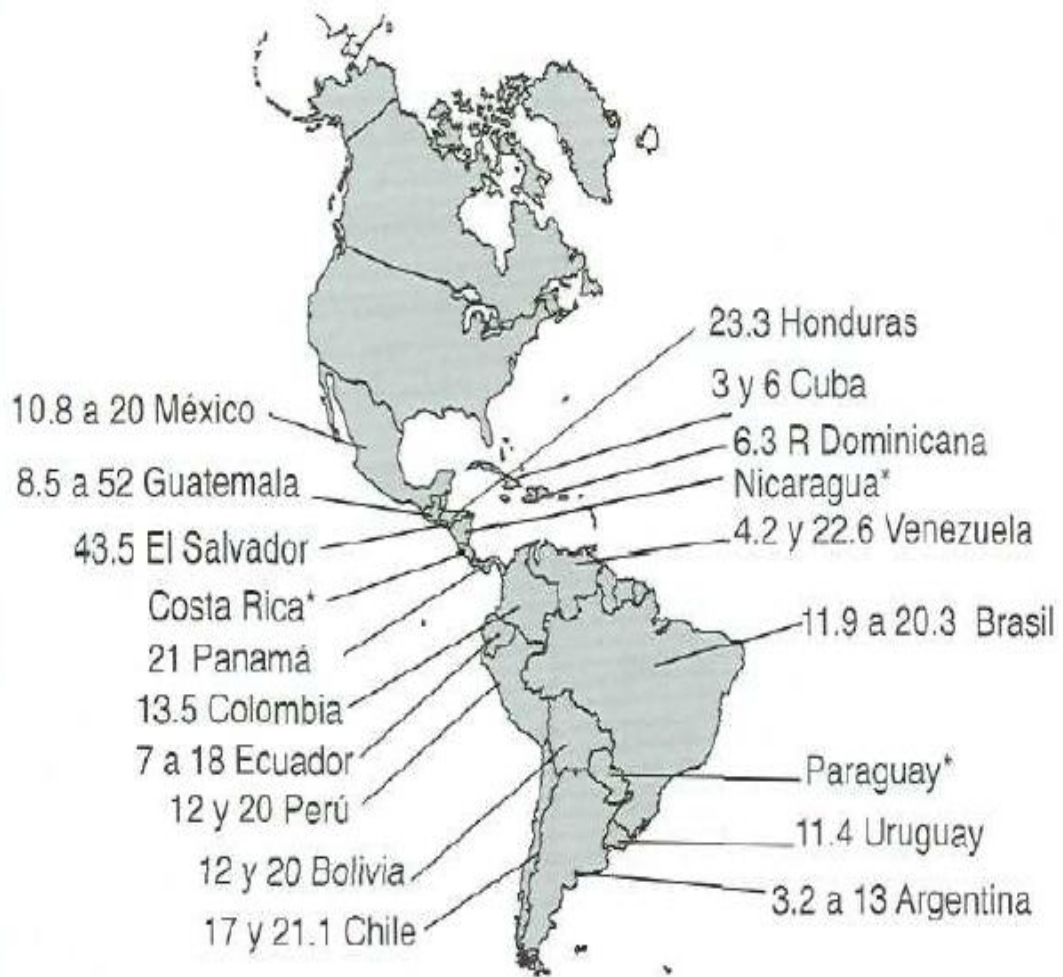 23.3 Honduras
3 y 6 Cuba
10.8 a 20 México
6.3 R Dominicana
8.5 a 52 Guatemala
Nicaragua*
43.5 El Salvador
4.2 y 22.6 Venezuela
Costa Rica*
11.9 a 20.3 Brasil
21 Panamá
13.5 Colombia
7 a 18 Ecuador
Paraguay*
12 y 20 Perú
11.4 Uruguay
12 y 20 Bolivia
3.2 a 13 Argentina
17 y 21.1 Chile